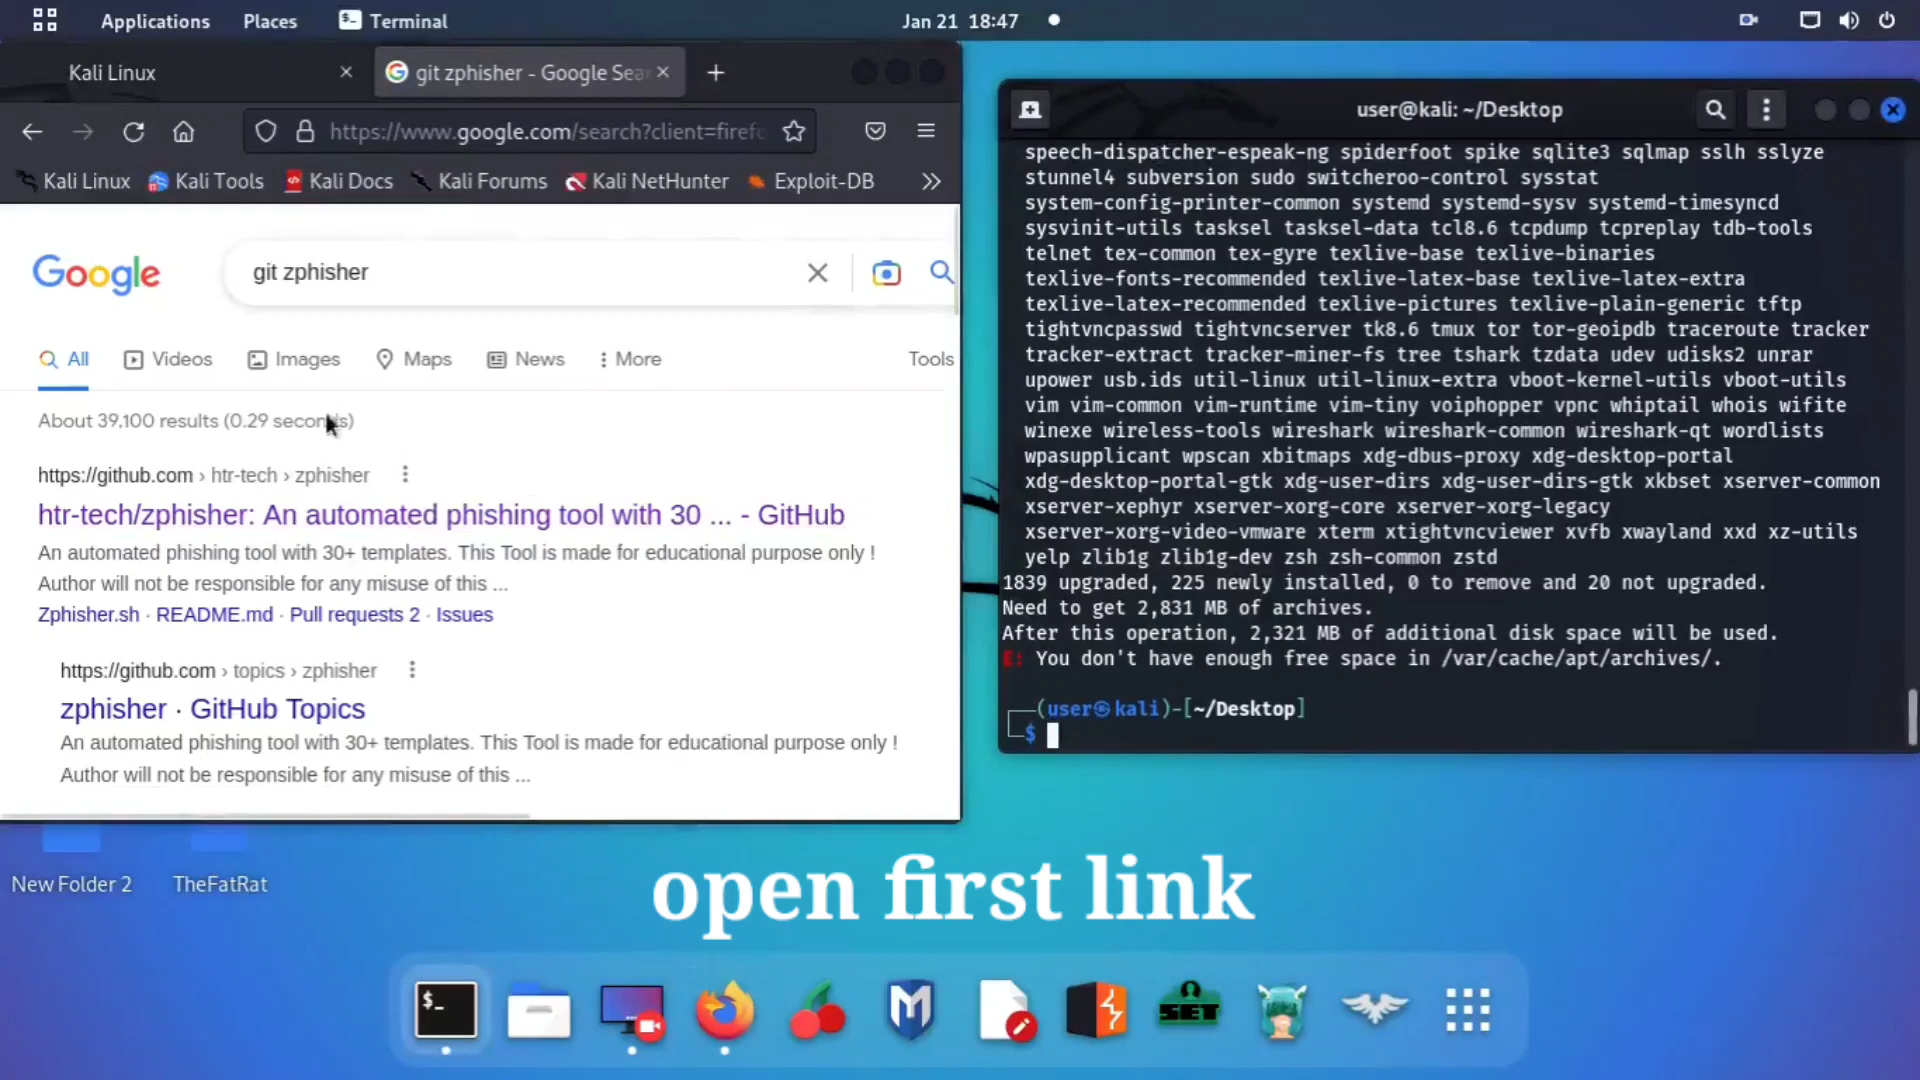 Applications Places Terminal
Jan 21 18:47
Kali Linux
git zphisher - Google Sea
https://www.google.com/search?client=firefo
Kali Linux Kali Tools Kali Docs Kali Forums Kali NetHunter Exploit-DB
Google
git zphisher
All Videos Images Maps News More Tools
About 39,100 results (0.29 seconds)
https://github.com › htr-tech › zphisher
htr-tech/zphisher: An automated phishing tool with 30 ... - GitHub
An automated phishing tool with 30+ templates. This Tool is made for educational purpose only !
Author will not be responsible for any misuse of this ...
Zphisher.sh · README.md · Pull requests 2 · Issues
https://github.com › topics › zphisher
zphisher · GitHub Topics
An automated phishing tool with 30+ templates. This Tool is made for educational purpose only !
Author will not be responsible for any misuse of this ...
user@kali: ~/Desktop
speech-dispatcher-espeak-ng spiderfoot spike sqlite3 sqlmap sslh sslyze
stunnel4 subversion sudo switcheroo-control sysstat
system-config-printer-common systemd systemd-sysv systemd-timesyncd
sysvinit-utils tasksel tasksel-data tcl8.6 tcpdump tcpreplay tdb-tools
telnet tex-common tex-gyre texlive-base texlive-binaries
texlive-fonts-recommended texlive-latex-base texlive-latex-extra
texlive-latex-recommended texlive-pictures texlive-plain-generic tftp
tightvncpasswd tightvncserver tk8.6 tmux tor tor-geoipdb traceroute tracker
tracker-extract tracker-miner-fs tree tshark tzdata udev udisks2 unrar
upower usb.ids util-linux util-linux-extra vboot-kernel-utils vboot-utils
vim vim-common vim-runtime vim-tiny voiphopper vpnc whiptail whois wifite
winexe wireless-tools wireshark wireshark-common wireshark-qt wordlists
wpasupplicant wpscan xbitmaps xdg-dbus-proxy xdg-desktop-portal
xdg-desktop-portal-gtk xdg-user-dirs xdg-user-dirs-gtk xkbset xserver-common
xserver-xephyr xserver-xorg-core xserver-xorg-legacy
xserver-xorg-video-vmware xterm xtightvncviewer xvfb xwayland xxd xz-utils
yelp zlib1g zlib1g-dev zsh zsh-common zstd
1839 upgraded, 225 newly installed, 0 to remove and 20 not upgraded.
Need to get 2,831 MB of archives.
After this operation, 2,321 MB of additional disk space will be used.
E: You don't have enough free space in /var/cache/apt/archives/.
(user㉿kali)-[~/Desktop]
$
New Folder 2 TheFatRat
open first link
$_
M
SET